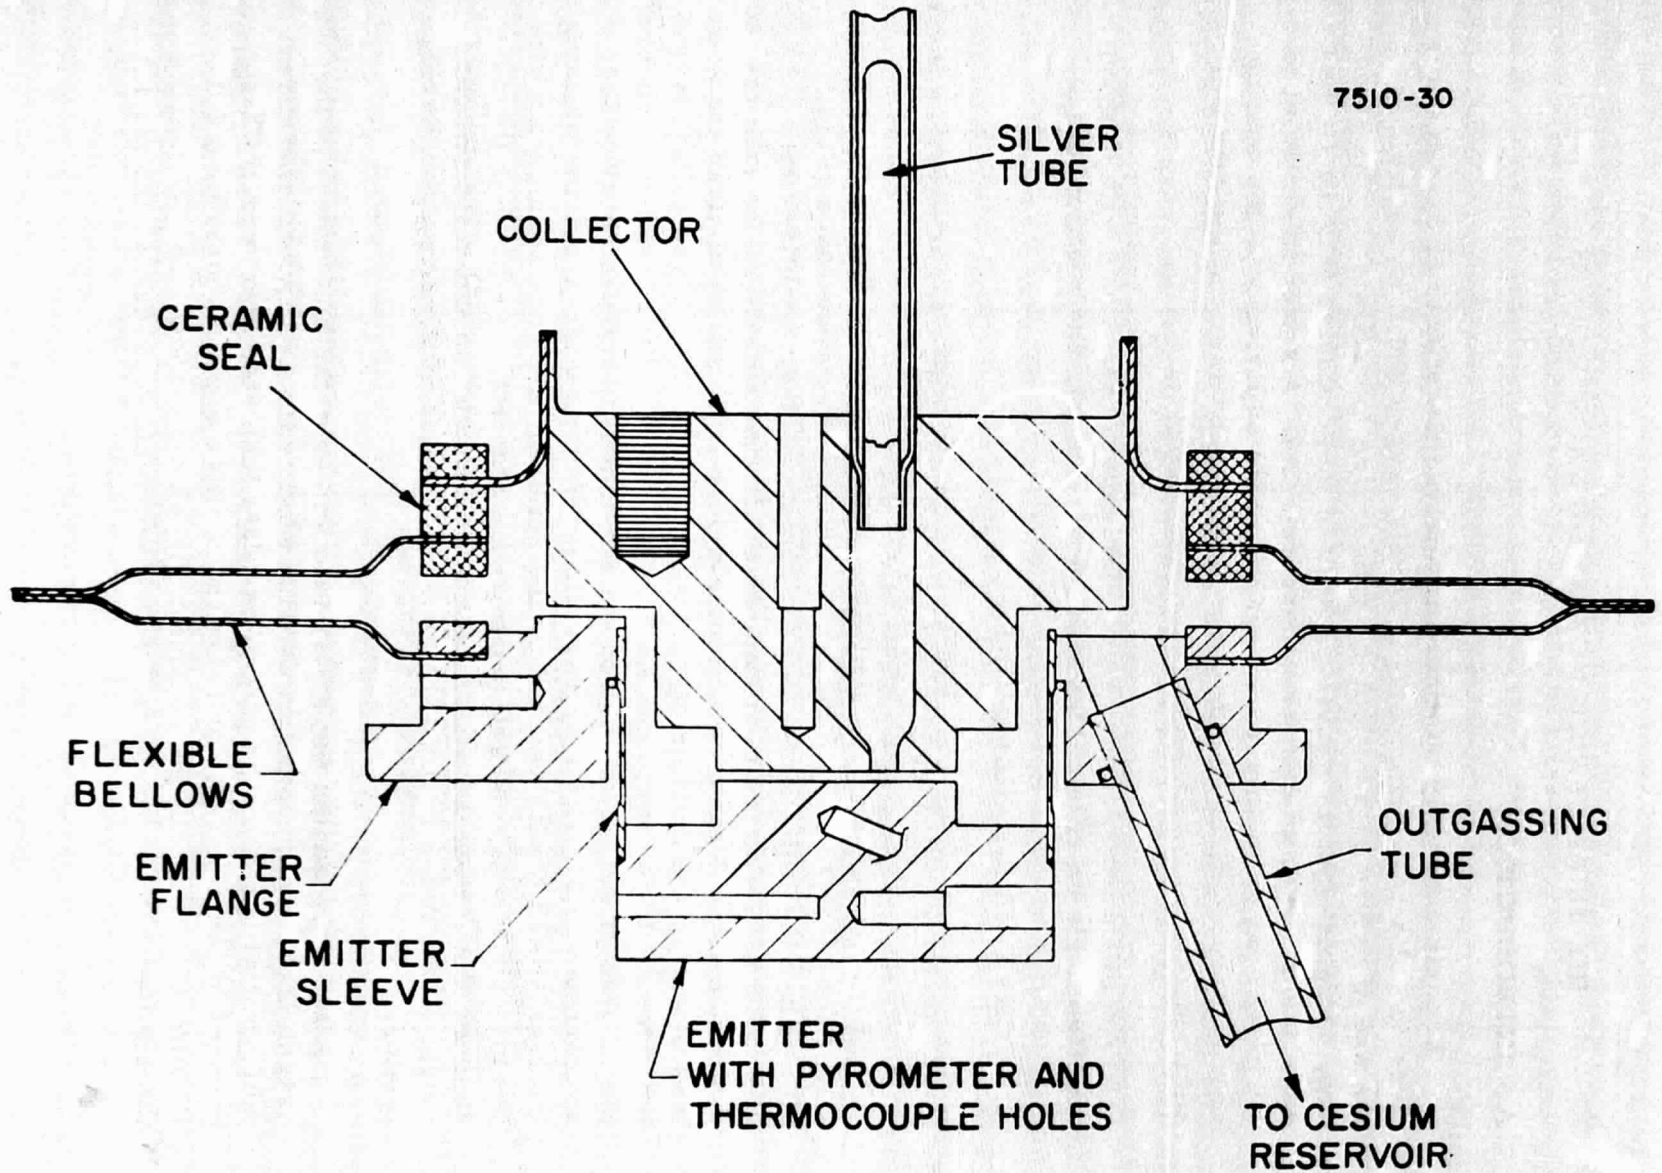 7510-30
SILVER
TUBE
COLLECTOR
CERAMIC
SEAL
FLEXIBLE
BELLOWS
EMITTER
FLANGE
EMITTER
SLEEVE
EMITTER
WITH PYROMETER AND
THERMOCOUPLE HOLES
OUTGASSING
TUBE
TO CESIUM
RESERVOIR